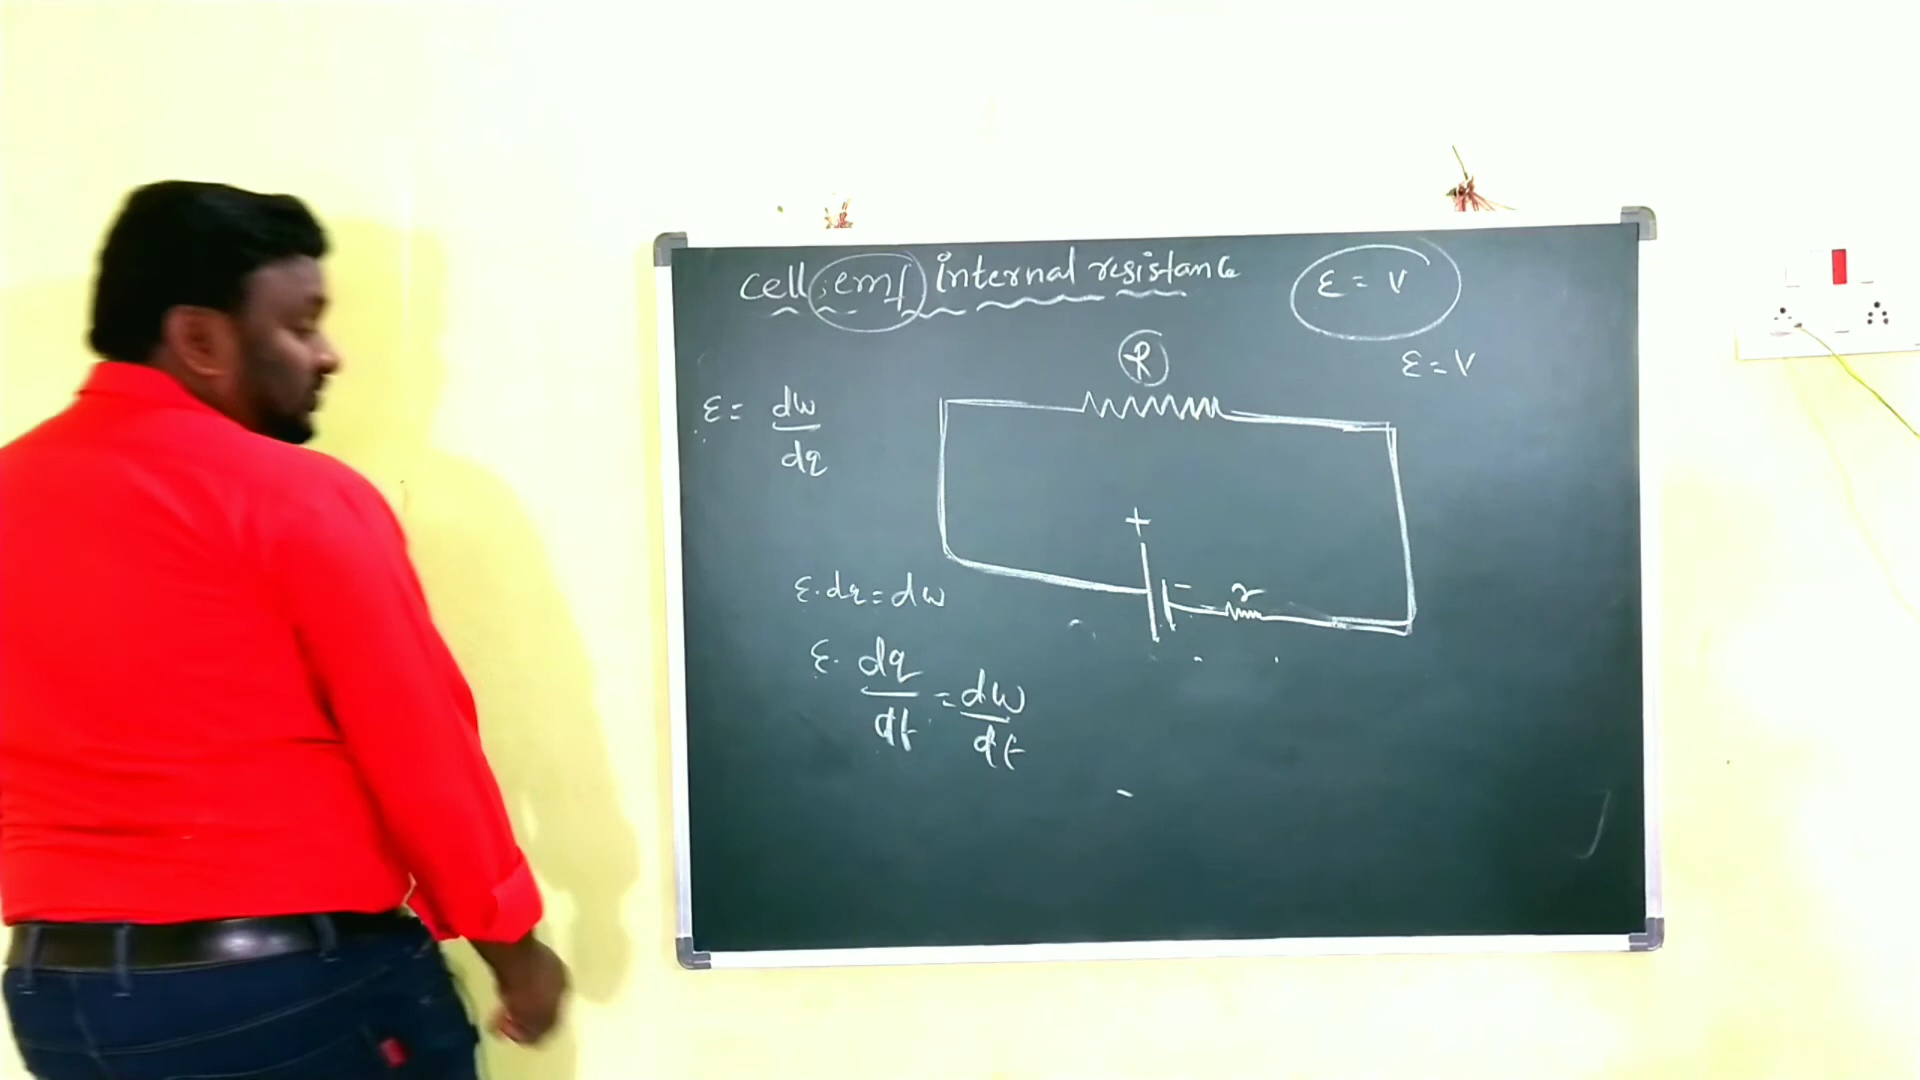 cell ; emf internal resistance
ε = V
R
ε = V
ε = dw/dq
+
-
r
ε.dq = dw
ε. dq/dt = dw/dt